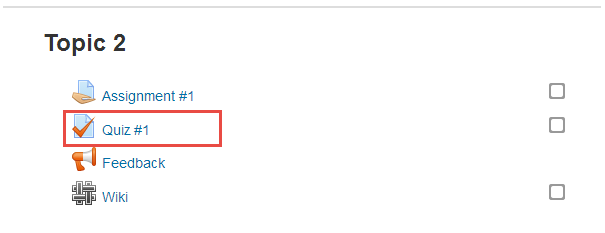 Topic 2
Assignment #1
Quiz #1
Feedback
Wiki